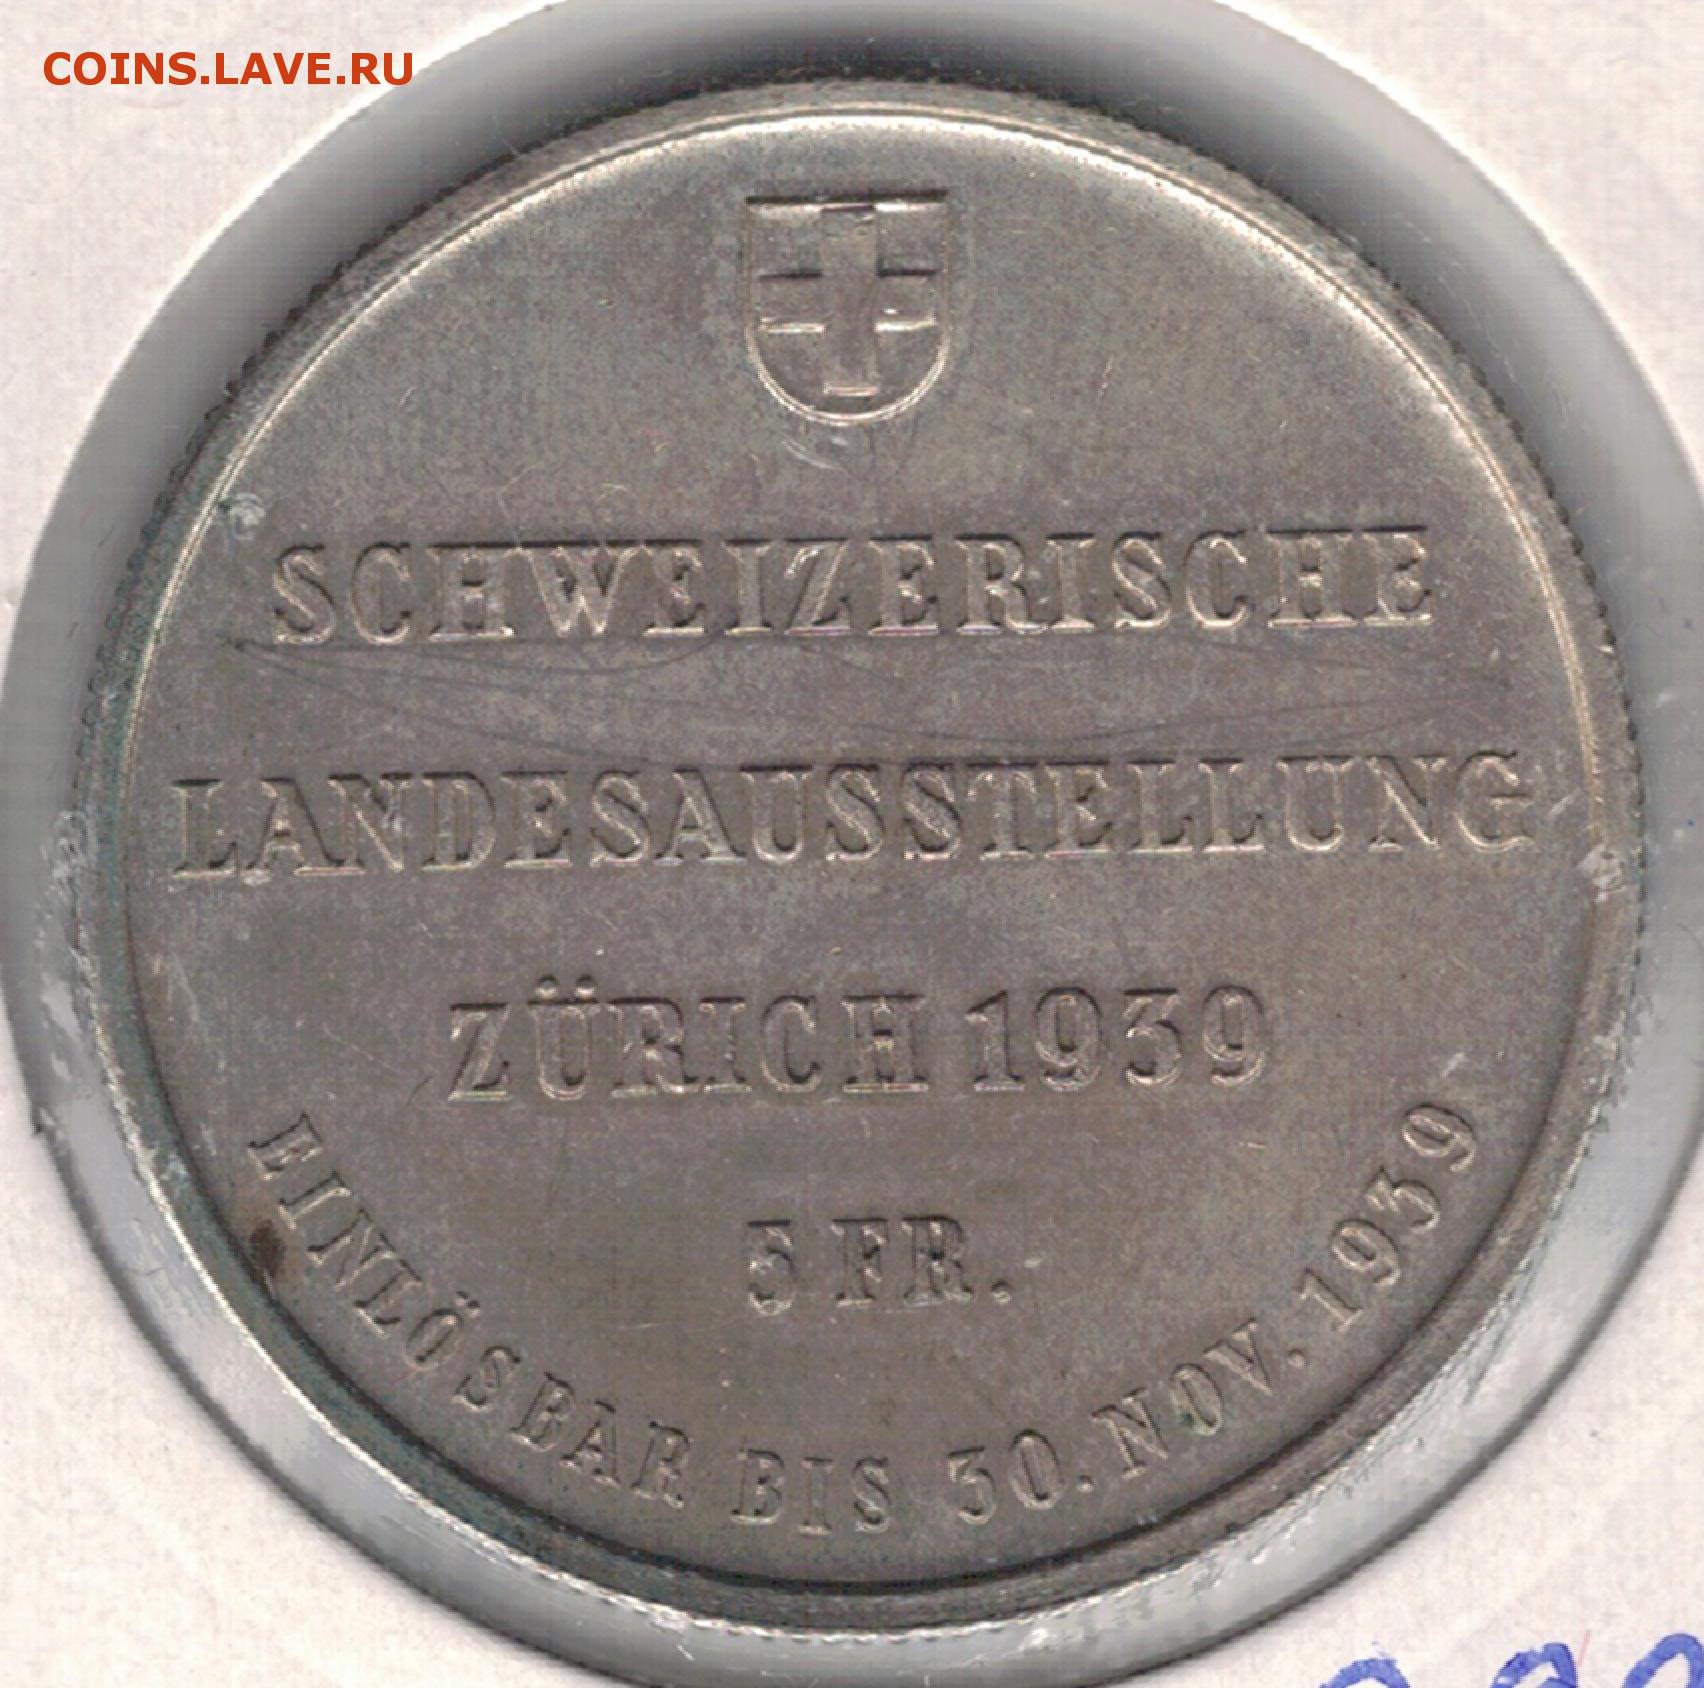 COINS.LAVE.RU
SCHWEIZERISCHE
LANDESAUSSTELLUNG
ZÜRICH 1939
5 FR.
EINLÖSBAR BIS 30. NOV. 1939